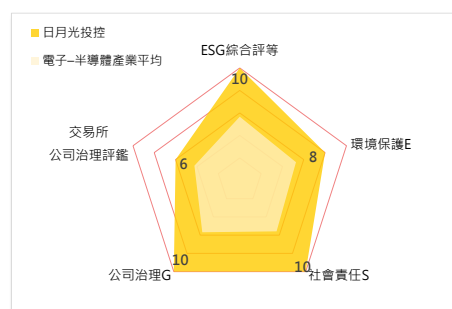 日月光投控
電子–半導體產業平均
ESG綜合評等
10
環境保護E
8
社會責任S
10
公司治理G
10
交易所
公司治理評鑑
6